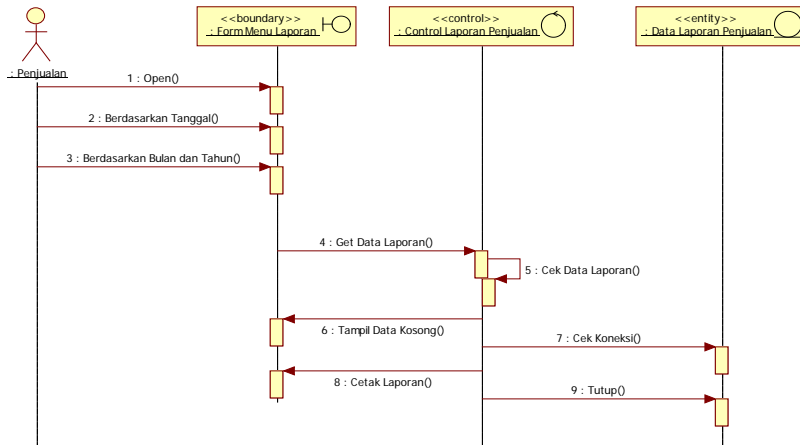 <<boundary>>
: Form Menu Laporan
<<control>>
: Control Laporan Penjualan
<<entity>>
: Data Laporan Penjualan
: Penjualan
1 : Open()
2 : Berdasarkan Tanggal()
3 : Berdasarkan Bulan dan Tahun()
4 : Get Data Laporan()
5 : Cek Data Laporan()
6 : Tampil Data Kosong()
7 : Cek Koneksi()
8 : Cetak Laporan()
9 : Tutup()